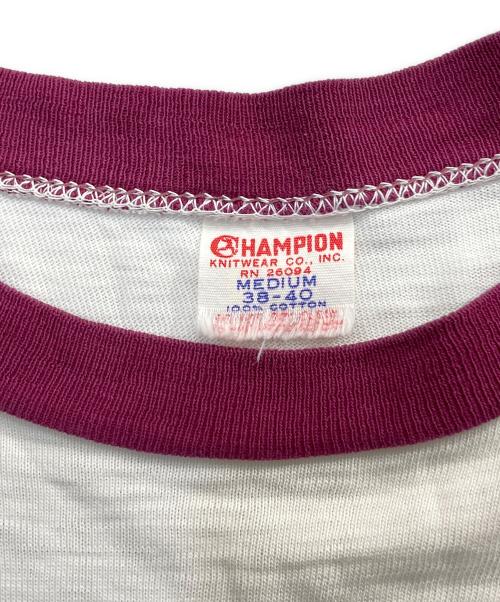 CHAMPION
KNITWEAR CO., INC.
RN 26094
MEDIUM
38-40
100% COTTON